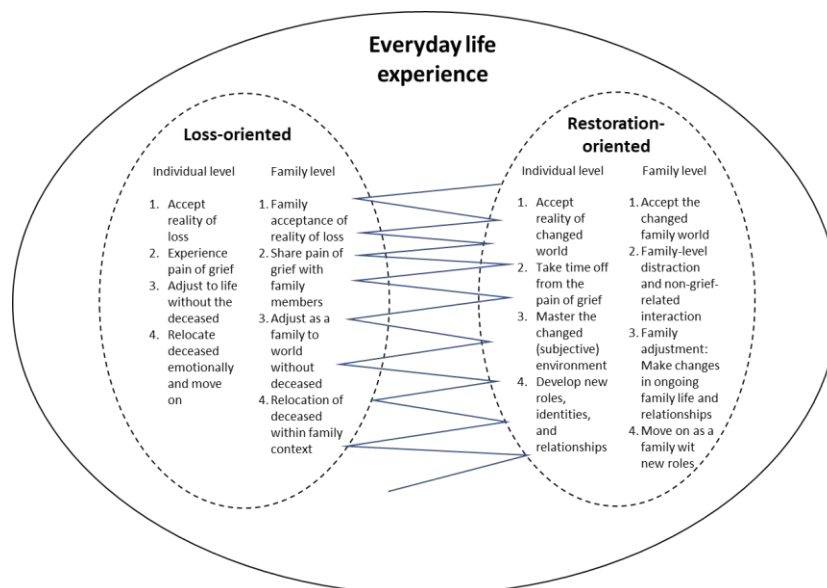 Everyday life
experience
Loss-oriented
Individual level
1. Accept
reality of
loss
2. Experience
pain of grief
3. Adjust to life
without the
deceased
4. Relocate
deceased
emotionally
and move
on
Family level
1. Family
acceptance of
reality of loss
2. Share pain of
grief with
family
members
3. Adjust as a
family to
world
without
deceased
4. Relocation of
deceased
within family
context
Restoration-
oriented
Individual level
1. Accept
reality of
changed
world
2. Take time off
from the
pain of grief
3. Master the
changed
(subjective)
environment
4. Develop new
roles,
identities,
and
relationships
Family level
1. Accept the
changed
family world
2. Family-level
distraction
and non-grief-
related
interaction
3. Family
adjustment:
Make changes
in ongoing
family life and
relationships
4. Move on as a
family wit
new roles